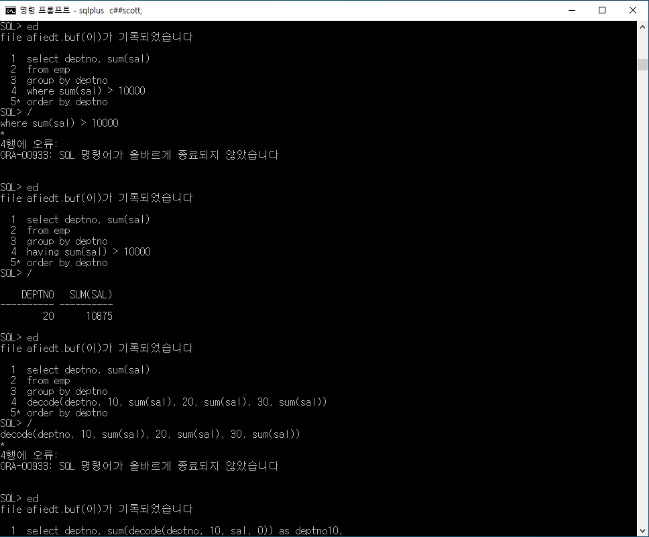 명령 프롬프트 - sqlplus  c##scott;
SQL> ed
file afiedt.buf(이)가 기록되었습니다
  1  select deptno, sum(sal)
  2  from emp
  3  group by deptno
  4  where sum(sal) > 10000
  5* order by deptno
SQL> /
where sum(sal) > 10000
*
4행에 오류:
ORA-00933: SQL 명령어가 올바르게 종료되지 않았습니다
SQL> ed
file afiedt.buf(이)가 기록되었습니다
  1  select deptno, sum(sal)
  2  from emp
  3  group by deptno
  4  having sum(sal) > 10000
  5* order by deptno
SQL> /
    DEPTNO   SUM(SAL)
---------- ----------
        20      10875
SQL> ed
file afiedt.buf(이)가 기록되었습니다
  1  select deptno, sum(sal)
  2  from emp
  3  group by deptno
  4  decode(deptno, 10, sum(sal), 20, sum(sal), 30, sum(sal))
  5* order by deptno
SQL> /
decode(deptno, 10, sum(sal), 20, sum(sal), 30, sum(sal))
*
4행에 오류:
ORA-00933: SQL 명령어가 올바르게 종료되지 않았습니다
SQL> ed
file afiedt.buf(이)가 기록되었습니다
  1  select deptno, sum(decode(deptno, 10, sal, 0)) as deptno10,